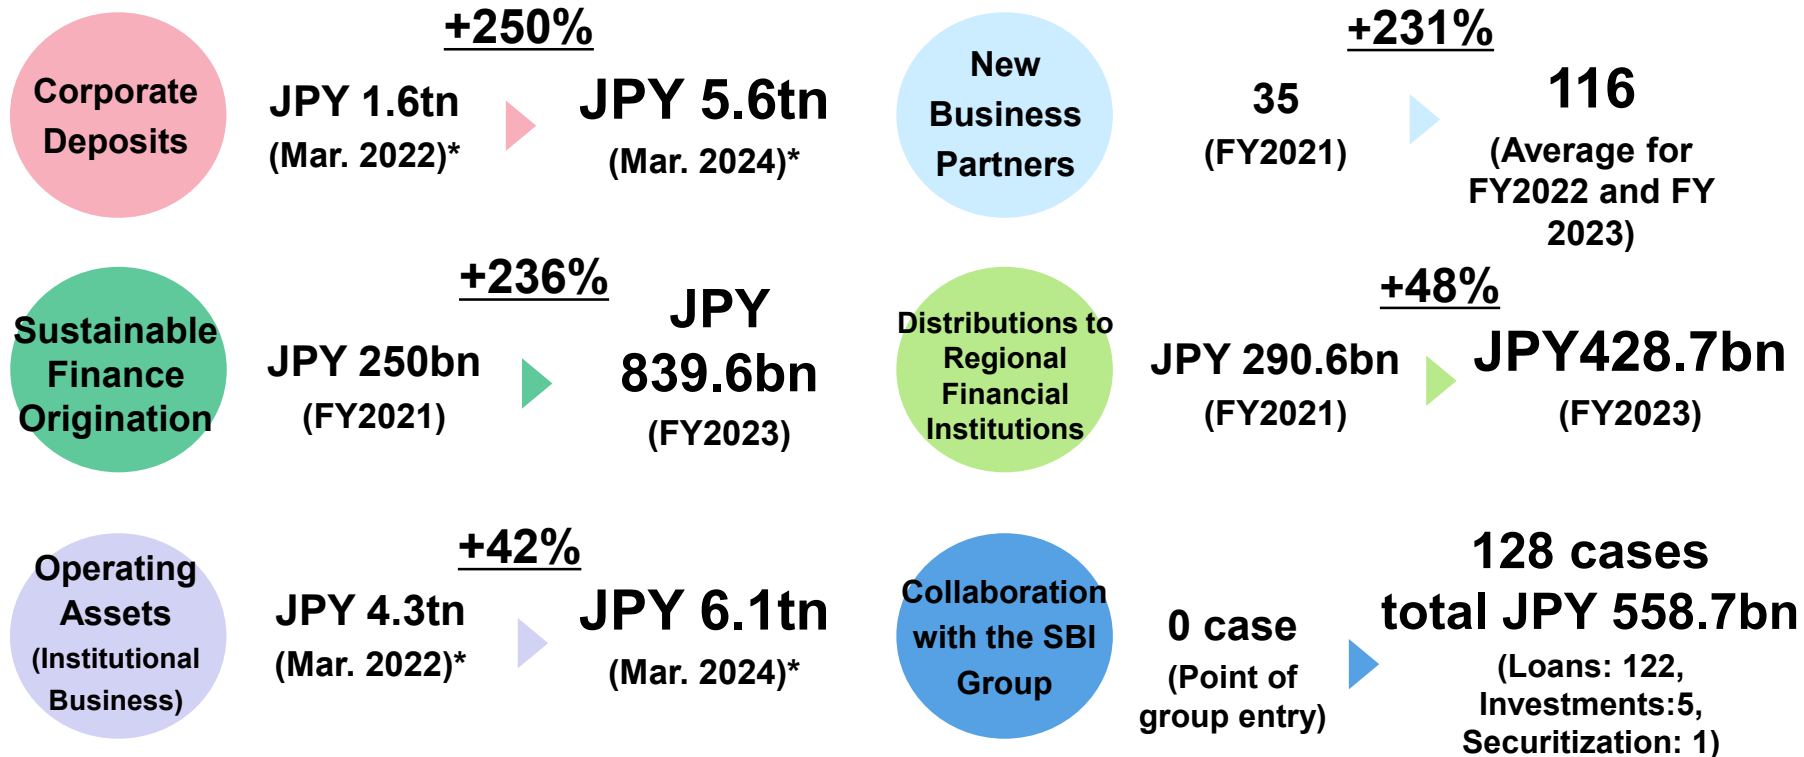 Corporate
Deposits
+250%
JPY 1.6tn
(Mar. 2022)*
JPY 5.6tn
(Mar. 2024)*
New
Business
Partners
+231%
35
(FY2021)
116
(Average for
FY2022 and FY
2023)
Sustainable
Finance
Origination
+236%
JPY 250bn
(FY2021)
JPY
839.6bn
(FY2023)
Distributions to
Regional
Financial
Institutions
+48%
JPY 290.6bn
(FY2021)
JPY428.7bn
(FY2023)
Operating
Assets
(Institutional
Business)
+42%
JPY 4.3tn
(Mar. 2022)*
JPY 6.1tn
(Mar. 2024)*
Collaboration
with the SBI
Group
0 case
(Point of
group entry)
128 cases
total JPY 558.7bn
(Loans: 122,
Investments:5,
Securitization: 1)